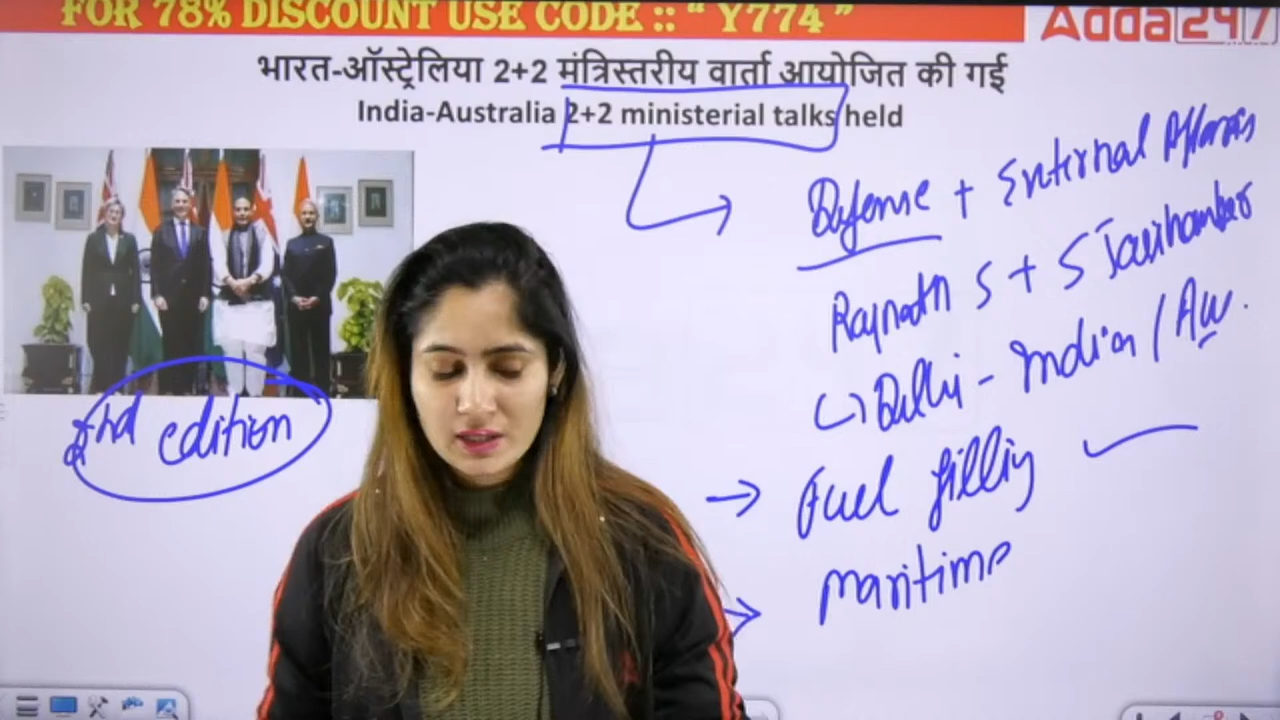 FOR 78% DISCOUNT USE CODE :: “ Y774 ”
Adda247
भारत-ऑस्ट्रेलिया 2+2 मंत्रिस्तरीय वार्ता आयोजित की गई
India-Australia 2+2 ministerial talks held
Defense + External Affairs
Rajnath S + S Jaishankar
Delhi - India / Au.
2nd edition
Fuel filling
Maritime